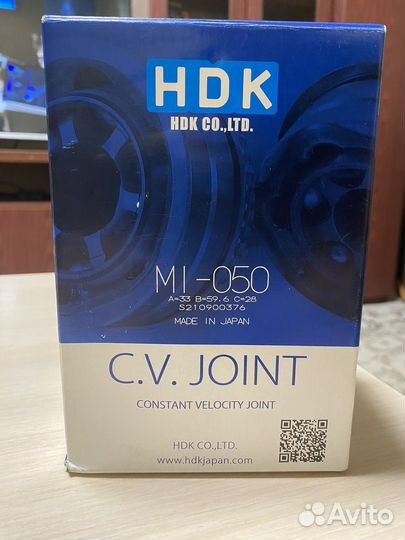 HDK
HDK CO.,LTD.
MI-050
A=33 B=59.6 C=28
S210900376
MADE IN JAPAN
C.V. JOINT
CONSTANT VELOCITY JOINT
HDK CO.,LTD.
www.hdkjapan.com
Avito